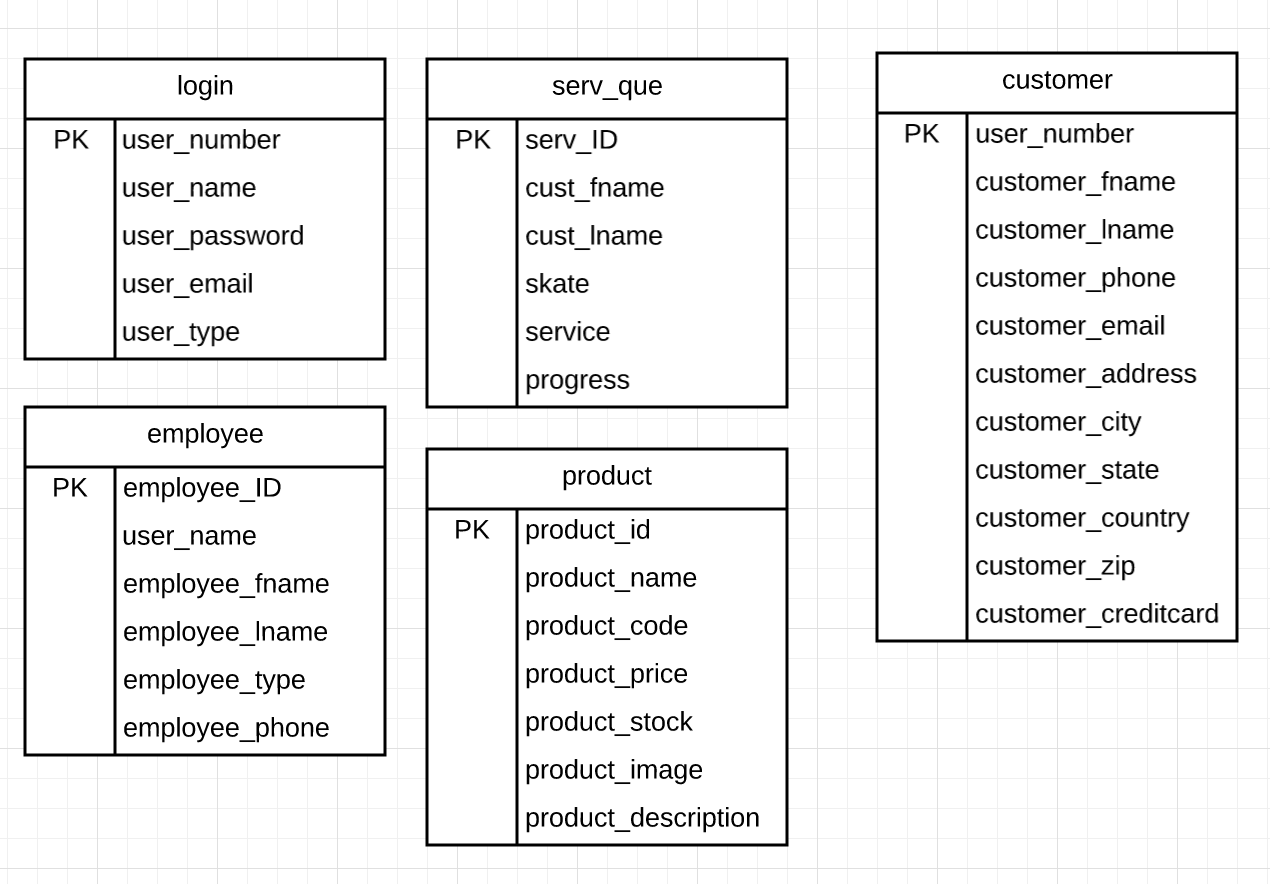 login
PK user_number
user_name
user_password
user_email
user_type
employee
PK employee_ID
user_name
employee_fname
employee_lname
employee_type
employee_phone
serv_que
PK serv_ID
cust_fname
cust_lname
skate
service
progress
product
PK product_id
product_name
product_code
product_price
product_stock
product_image
product_description
customer
PK user_number
customer_fname
customer_lname
customer_phone
customer_email
customer_address
customer_city
customer_state
customer_country
customer_zip
customer_creditcard